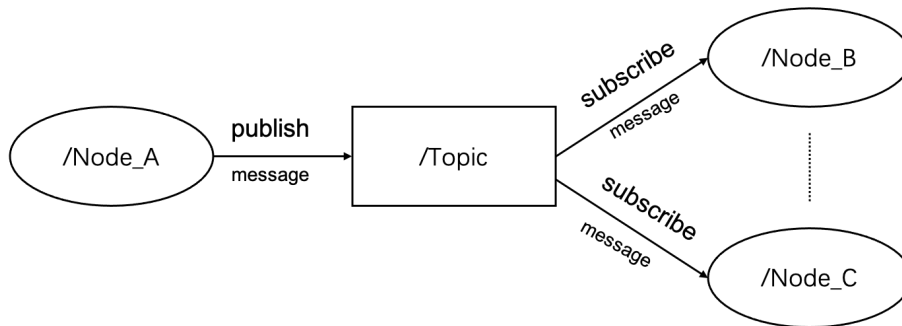 /Node_A
publish
message
/Topic
subscribe
message
/Node_B
subscribe
message
/Node_C